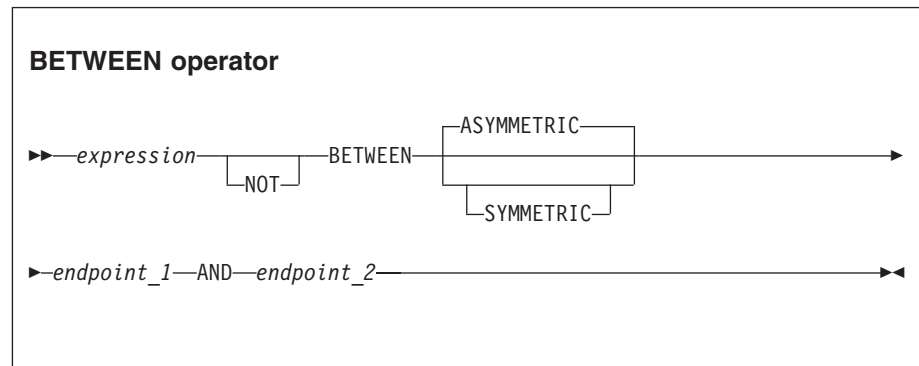 BETWEEN operator
ASYMMETRIC
expression NOT BETWEEN SYMMETRIC
endpoint_1 AND endpoint_2